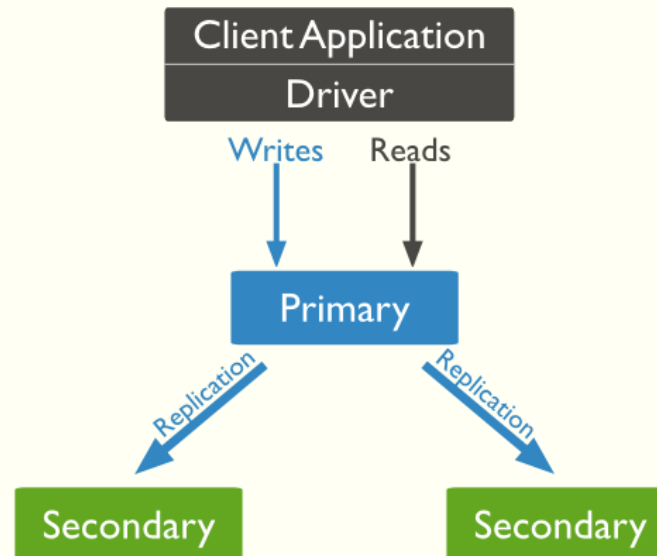 Client Application
Driver
Writes Reads
Primary
Replication Replication
Secondary Secondary